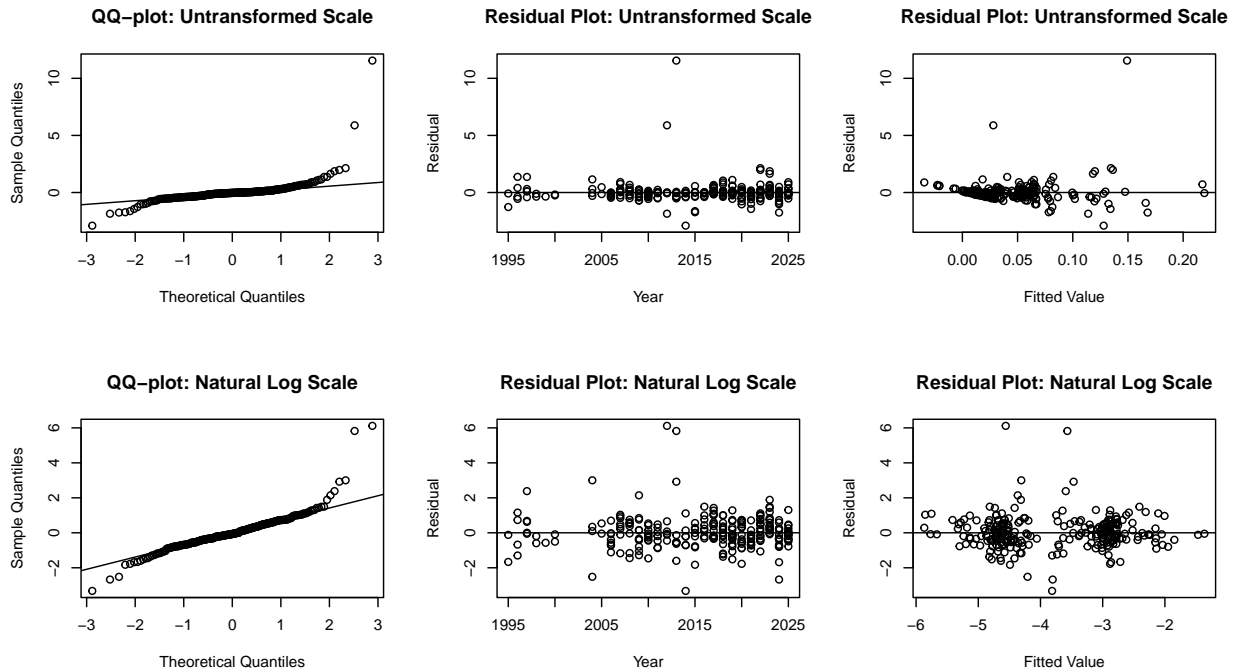 QQ−plot: Untransformed Scale
Sample Quantiles
10
5
0
−3 −2 −1 0 1 2 3
Theoretical Quantiles
Residual Plot: Untransformed Scale
Residual
10
5
0
1995 2005 2015 2025
Year
Residual Plot: Untransformed Scale
Residual
10
5
0
0.00 0.05 0.10 0.15 0.20
Fitted Value
QQ−plot: Natural Log Scale
Sample Quantiles
6
4
2
0
−2
−3 −2 −1 0 1 2 3
Theoretical Quantiles
Residual Plot: Natural Log Scale
Residual
6
4
2
0
−2
1995 2005 2015 2025
Year
Residual Plot: Natural Log Scale
Residual
6
4
2
0
−2
−6 −5 −4 −3 −2
Fitted Value